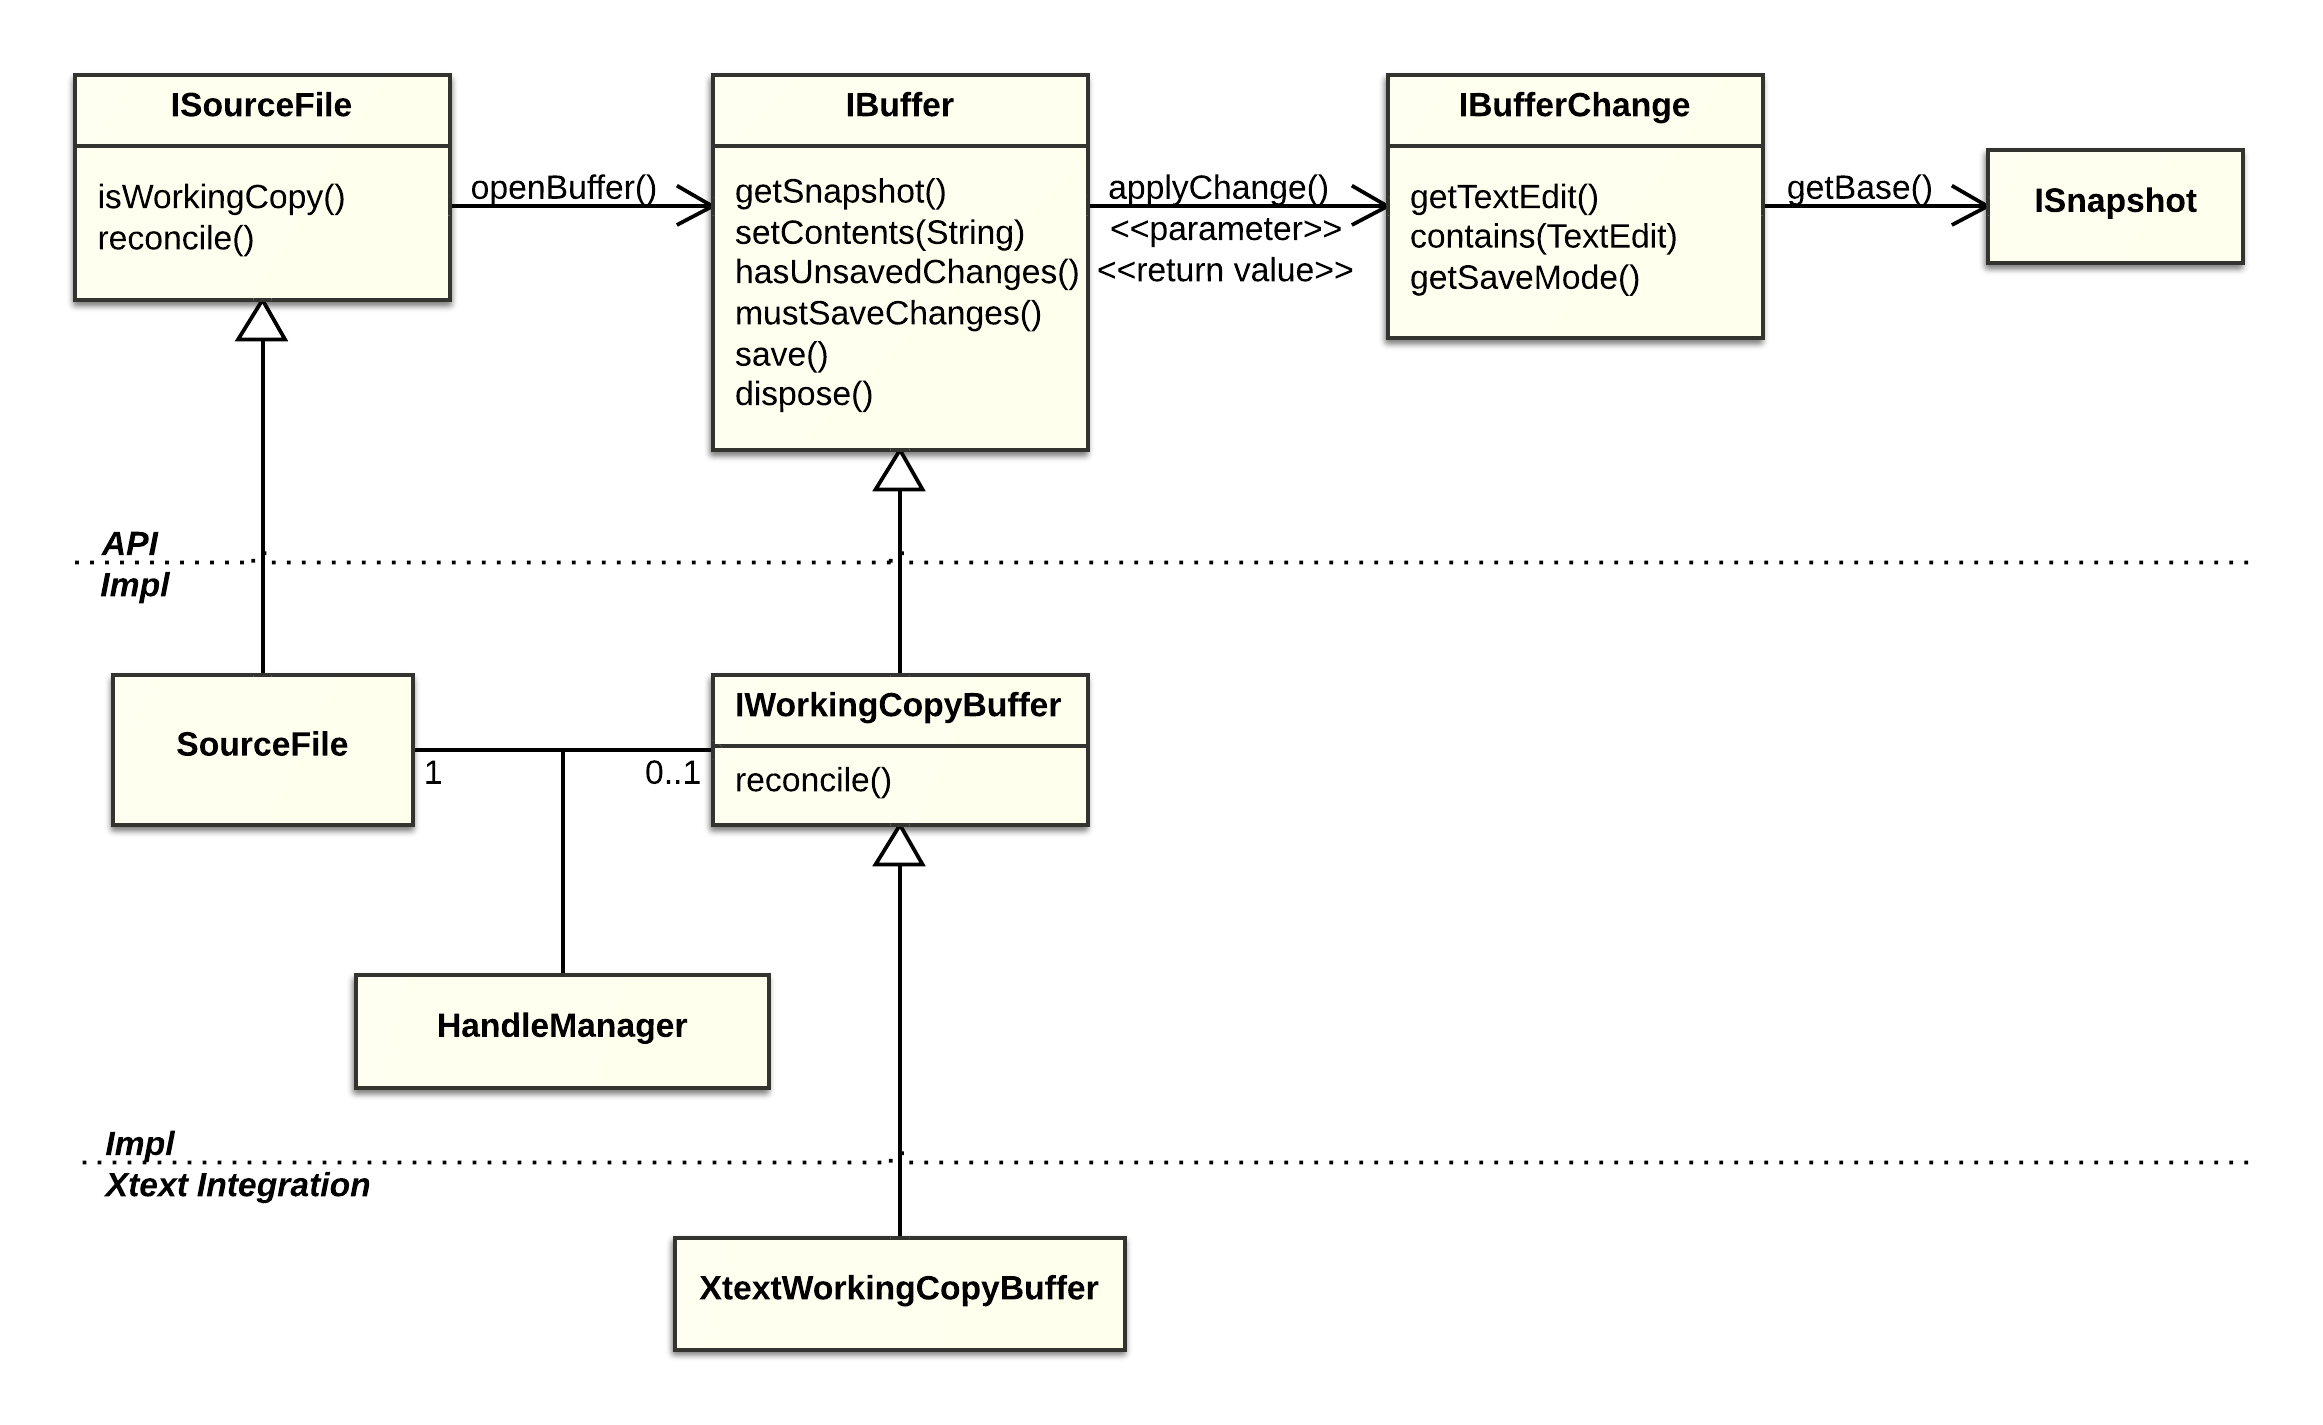 ISourceFile
isWorkingCopy()
reconcile()
openBuffer()
IBuffer
getSnapshot()
setContents(String)
hasUnsavedChanges()
mustSaveChanges()
save()
dispose()
applyChange()
<<parameter>>
<<return value>>
IBufferChange
getTextEdit()
contains(TextEdit)
getSaveMode()
getBase()
ISnapshot
API
Impl
SourceFile
1
0..1
IWorkingCopyBuffer
reconcile()
HandleManager
Impl
Xtext Integration
XtextWorkingCopyBuffer